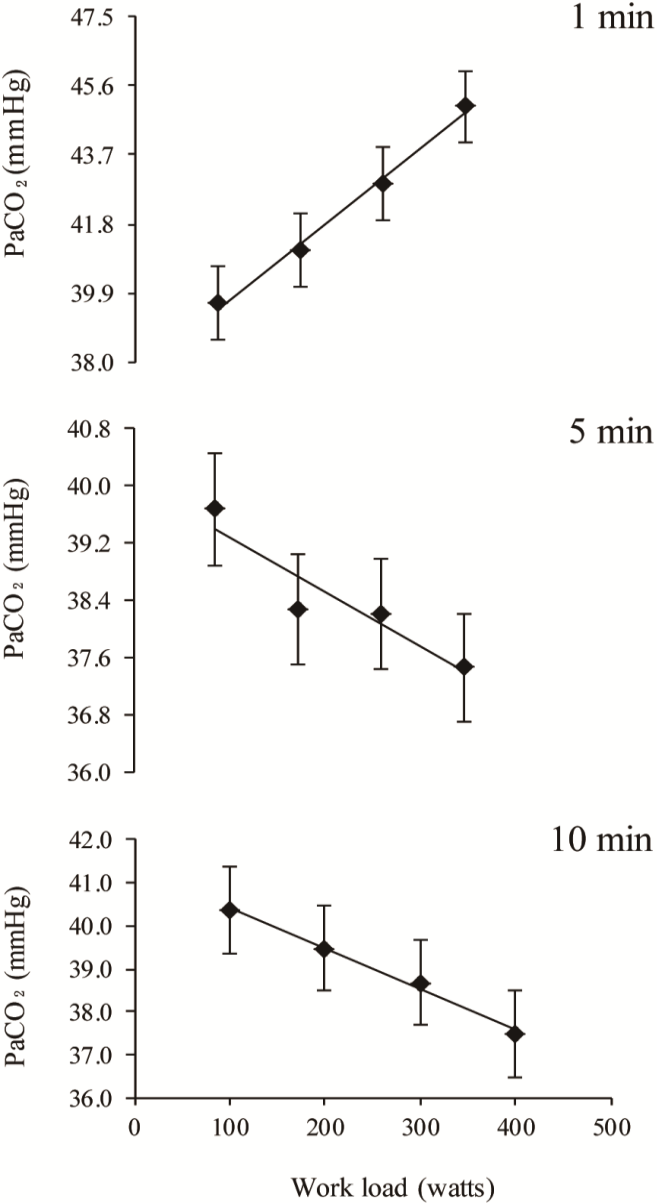 1 min
47.5
45.6
43.7
41.8
39.9
38.0
PaCO₂ (mmHg)
5 min
40.8
40.0
39.2
38.4
37.6
36.8
36.0
PaCO₂ (mmHg)
10 min
42.0
41.0
40.0
39.0
38.0
37.0
36.0
PaCO₂ (mmHg)
0 100 200 300 400 500
Work load (watts)